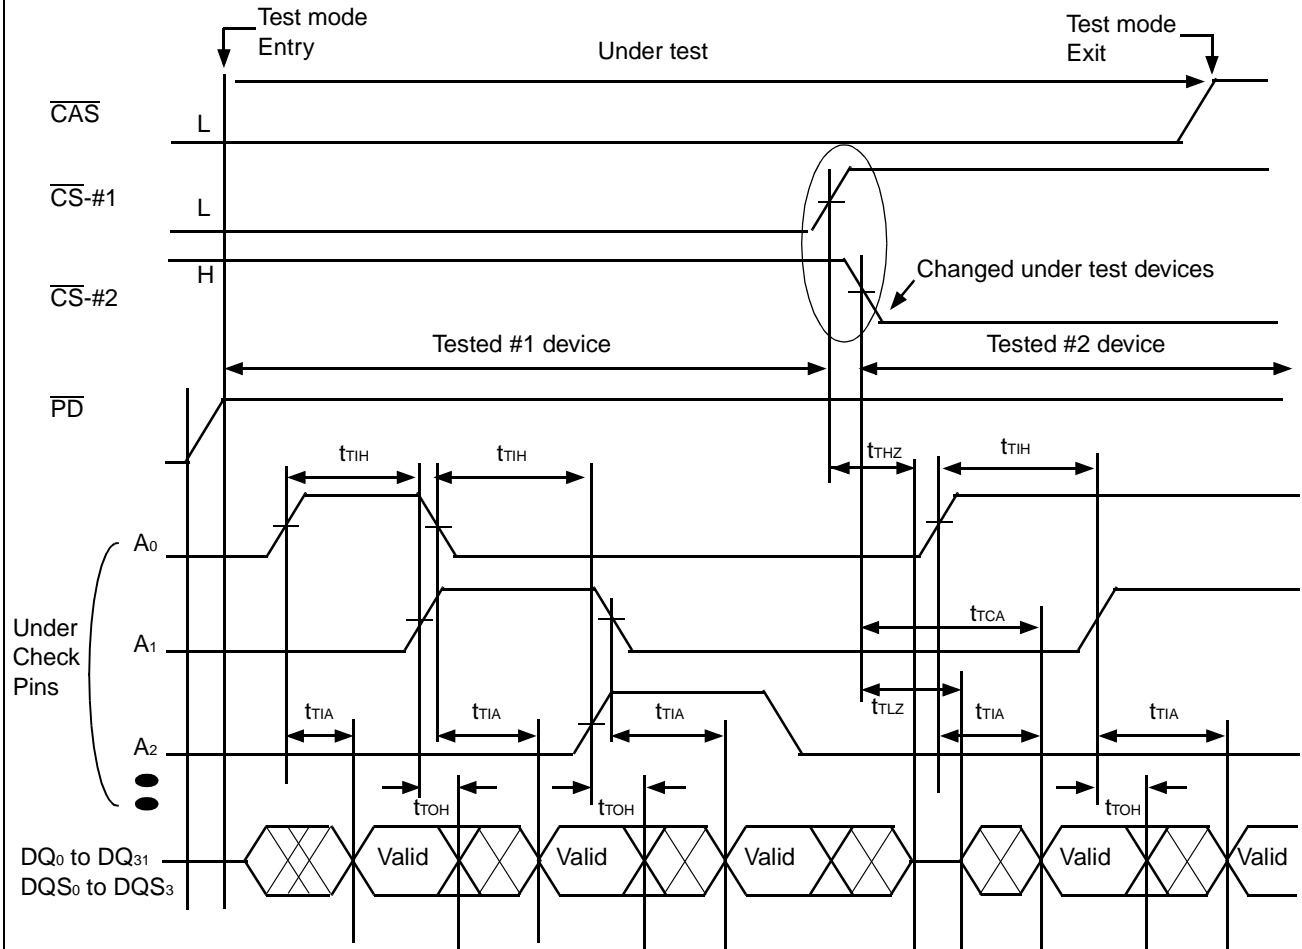 Test mode
Entry
Under test
Test mode
Exit
CAS
L
CS-#1
L
H
CS-#2
Changed under test devices
Tested #1 device
Tested #2 device
PD
tTIH
tTIH
tTHZ
tTIH
A0
Under
Check
Pins
A1
tTCA
tTLZ
tTIA
tTIA
tTIA
tTIA
tTIA
A2
tTOH
tTOH
tTOH
DQ0 to DQ31
DQS0 to DQS3
Valid
Valid
Valid
Valid
Valid